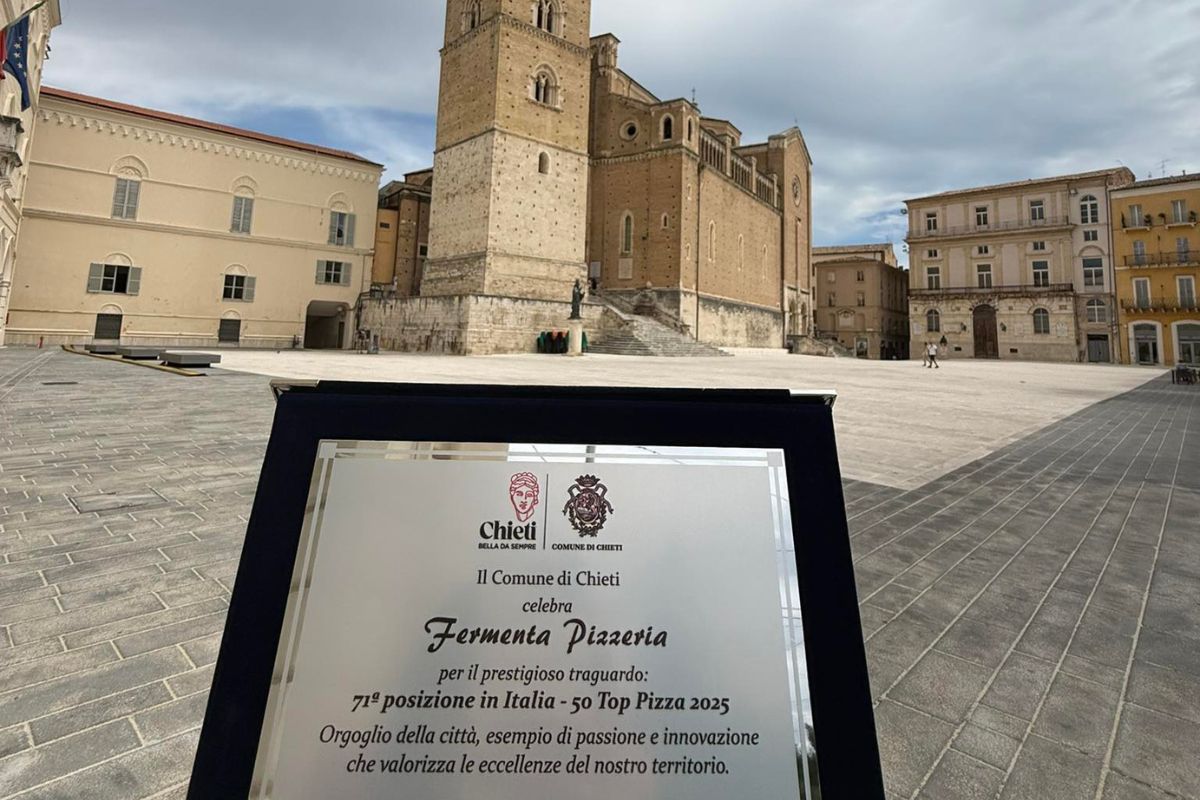 Chieti
BELLA DA SEMPRE
COMUNE DI CHIETI
Il Comune di Chieti
celebra
Fermenta Pizzeria
per il prestigioso traguardo:
71ª posizione in Italia - 50 Top Pizza 2025
Orgoglio della città, esempio di passione e innovazione
che valorizza le eccellenze del nostro territorio.